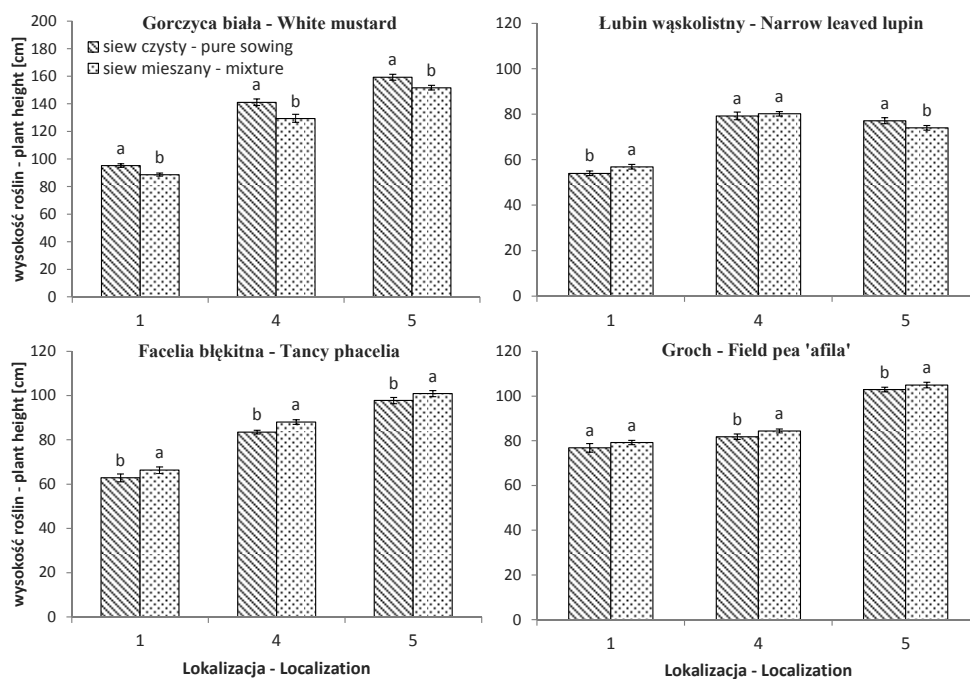 Gorczyca biała - White mustard
siew czysty - pure sowing
siew mieszany - mixture
wysokość roślin - plant height [cm]
200
180
160
140
120
100
80
60
40
20
0
a
b
a
b
a
b
1
4
5
Łubin wąskolistny - Narrow leaved lupin
120
100
80
60
40
20
0
b
a
a
a
a
b
1
4
5
Facelia błękitna - Tancy phacelia
wysokość roślin - plant height [cm]
120
100
80
60
40
20
0
b
a
b
a
b
a
1
4
5
Lokalizacja - Localization
Groch - Field pea 'afila'
120
100
80
60
40
20
0
a
a
b
a
b
a
1
4
5
Lokalizacja - Localization